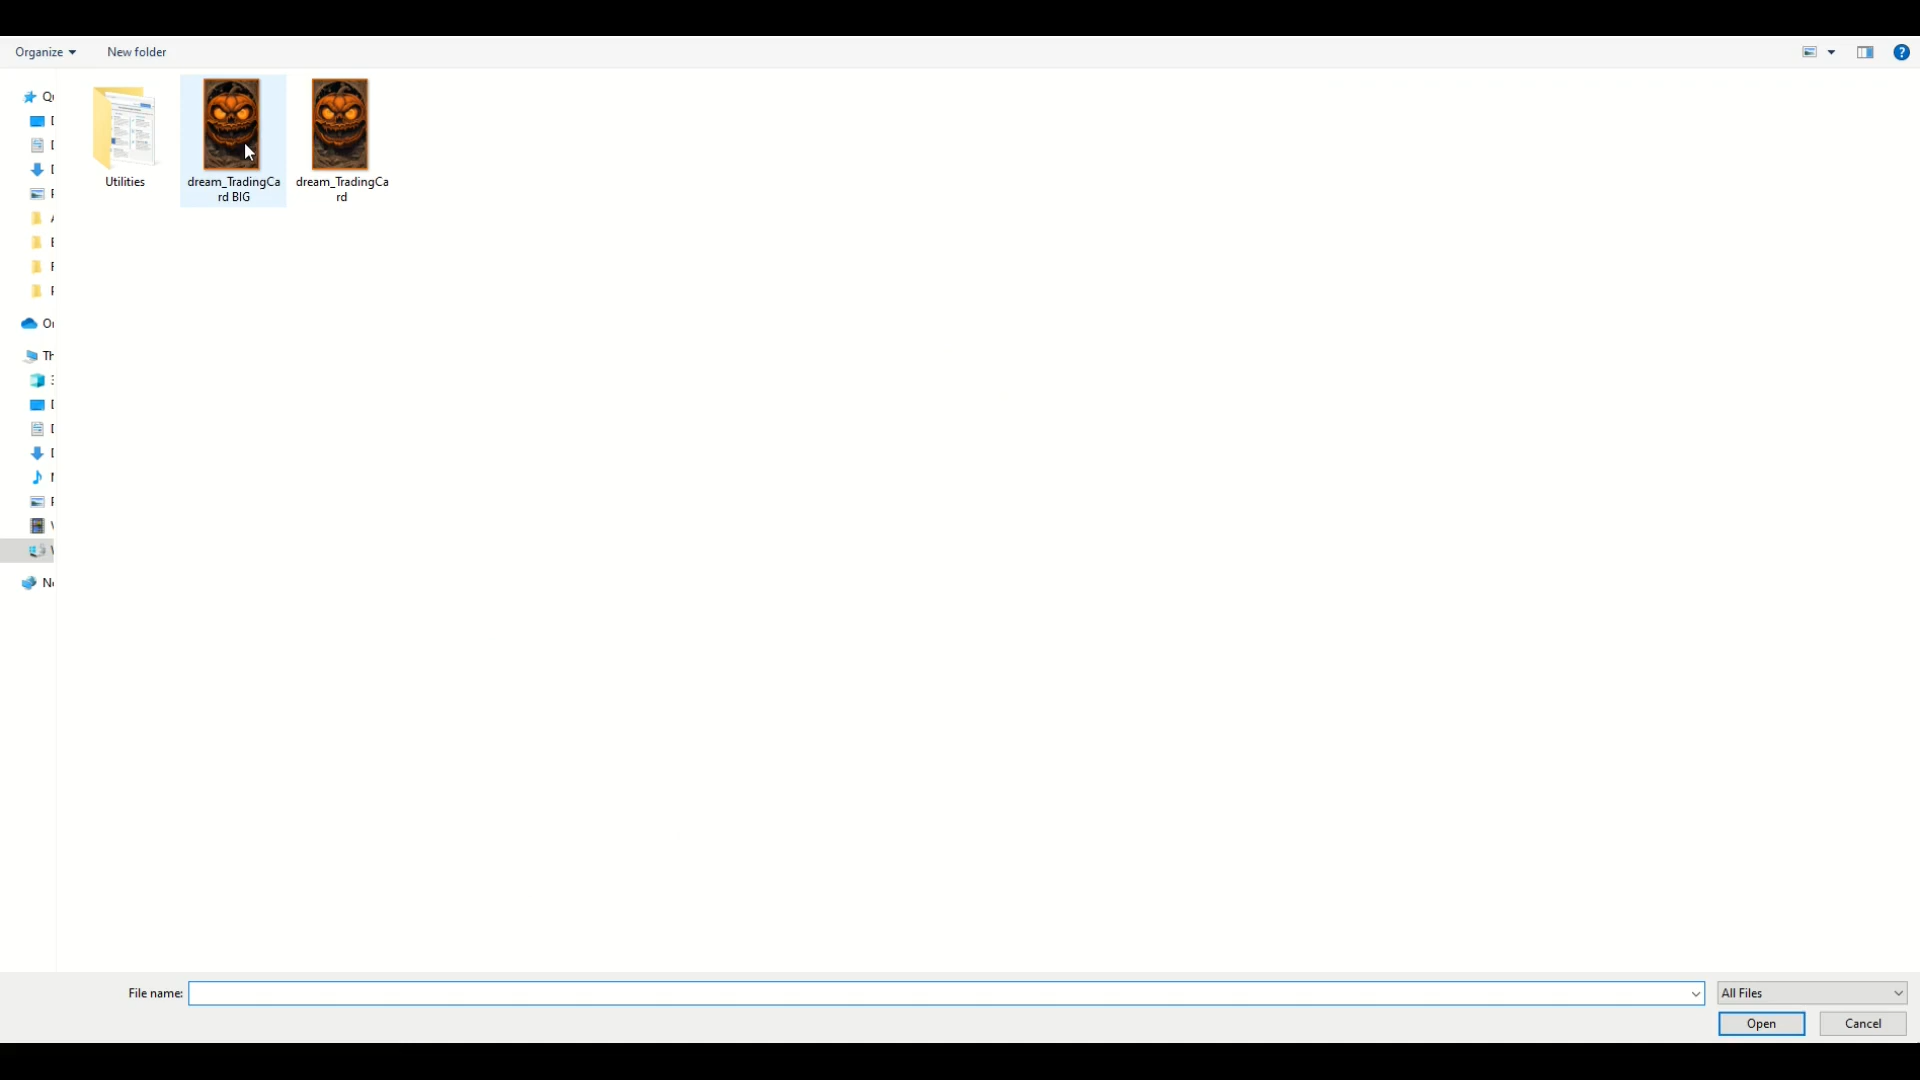 Organize
New folder
Utilities
dream_TradingCa
rd BIG
dream_TradingCa
rd
File name:
All Files
Open
Cancel